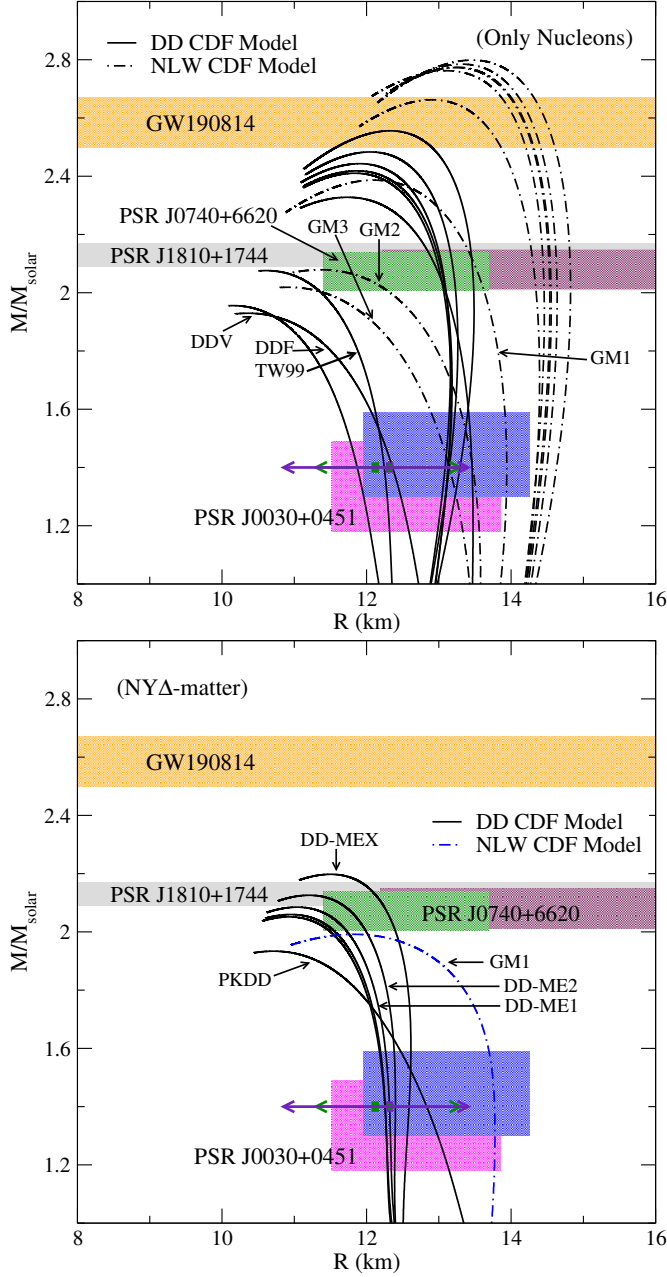 2.8
(Only Nucleons)
DD CDF Model
NLW CDF Model
GW190814
2.4
PSR J0740+6620
GM3
GM2
PSR J1810+1744
M/M_solar
2
DDV
DDF
TW99
GM1
1.6
PSR J0030+0451
1.2
8
10
12
14
16
R (km)
(NYΔ-matter)
2.8
GW190814
2.4
DD CDF Model
NLW CDF Model
DD-MEX
PSR J1810+1744
PSR J0740+6620
M/M_solar
2
GM1
PKDD
DD-ME2
DD-ME1
1.6
PSR J0030+0451
1.2
8
10
12
14
16
R (km)